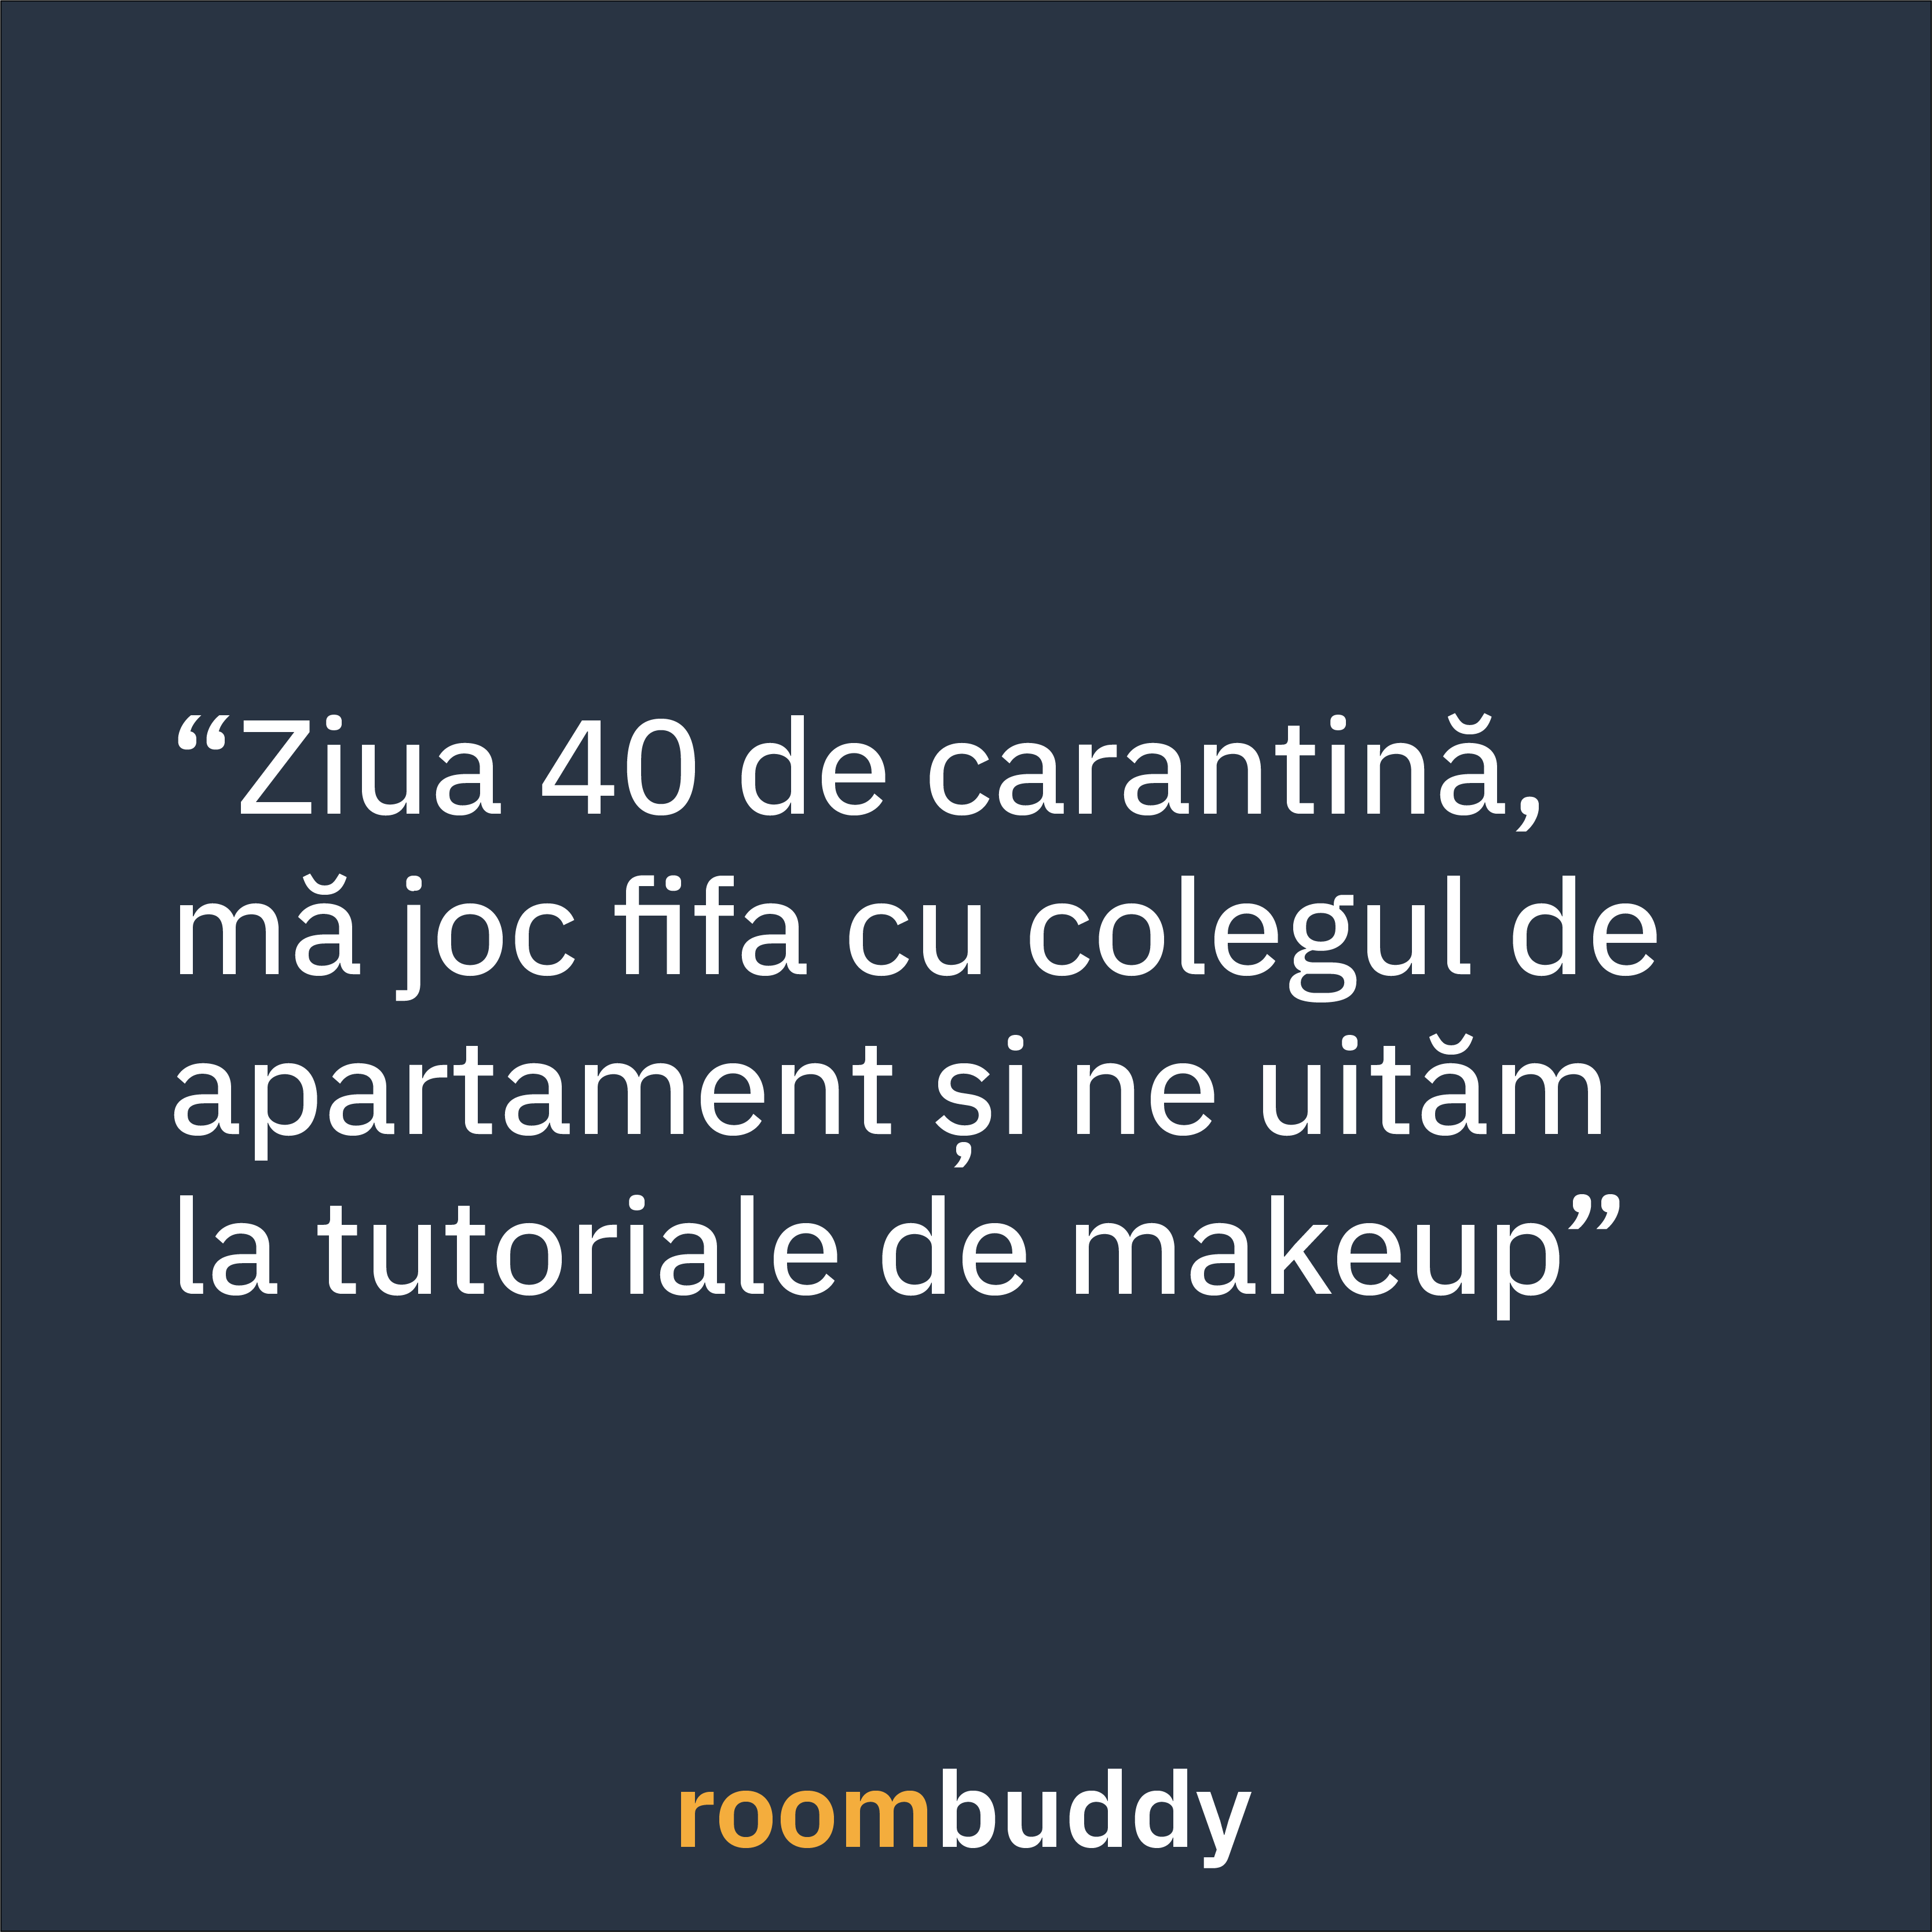 “Ziua 40 de carantină,
mă joc fifa cu colegul de
apartament și ne uităm
la tutoriale de makeup”
roombuddy